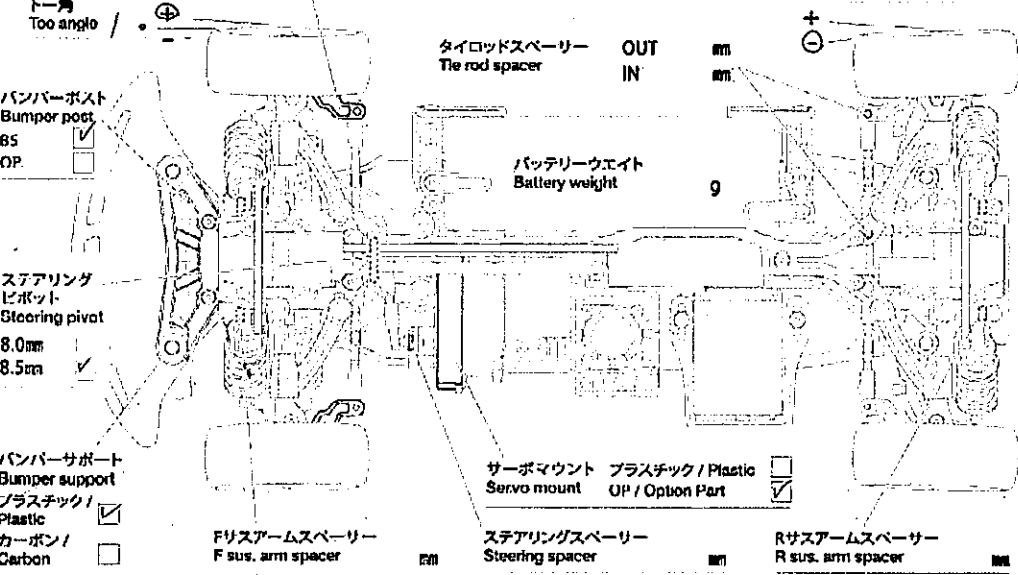 トー角
Too anglo
+
-
+
-
タイロッドスペーサー OUT mm
Tie rod spacer IN mm
バンパーポスト
Bumper post
BS
OP.
バッテリーウエイト
Battery weight g
ステアリング
ピボット
Steering pivot
8.0mm
8.5mm
バンパーサポート
Bumper support
プラスチック /
Plastic
カーボン /
Carbon
サーボマウント プラスチック / Plastic
Servo mount OP / Option Part
Fサスアームスペーサー mm
F sus. arm spacer
ステアリングスペーサー mm
Steering spacer
Rサスアームスペーサー mm
R sus. arm spacer